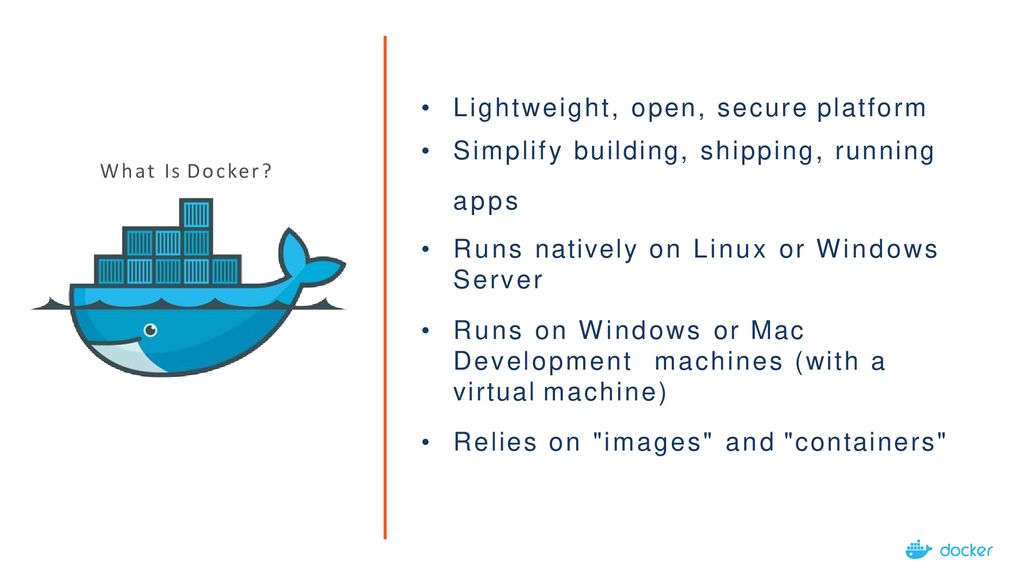 What Is Docker?
• Lightweight, open, secure platform
• Simplify building, shipping, running
apps
• Runs natively on Linux or Windows
Server
• Runs on Windows or Mac
Development machines (with a
virtual machine)
• Relies on "images" and "containers"
docker